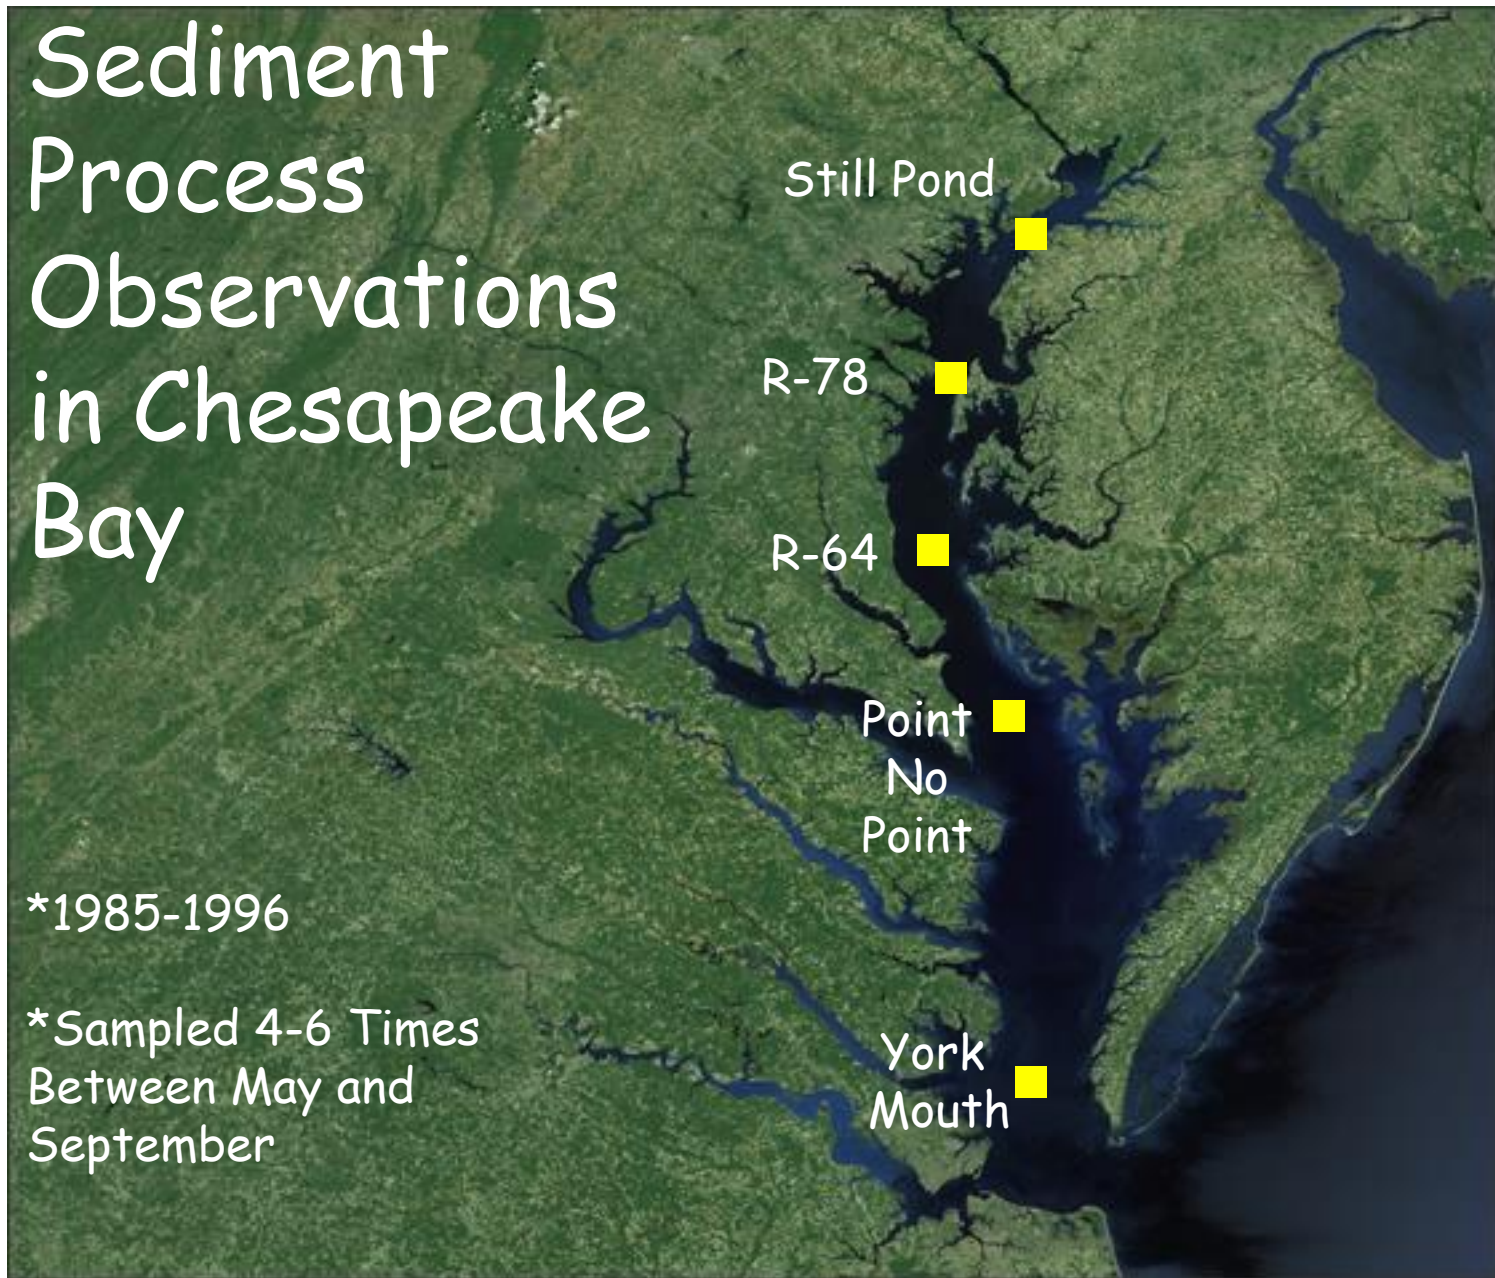 Sediment
Process
Observations
in Chesapeake
Bay
Still Pond
R-78
R-64
Point
No
Point
*1985-1996
*Sampled 4-6 Times
Between May and
September
York
Mouth